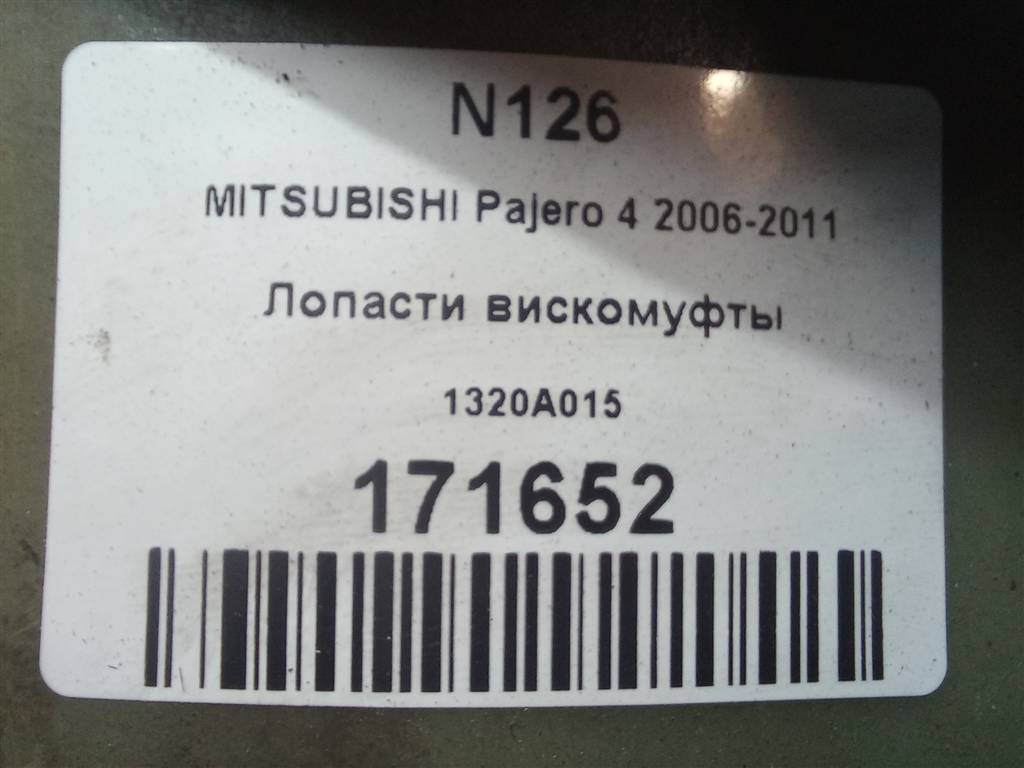 N126
MITSUBISHI Pajero 4 2006-2011
Лопасти вискомуфты
1320A015
171652